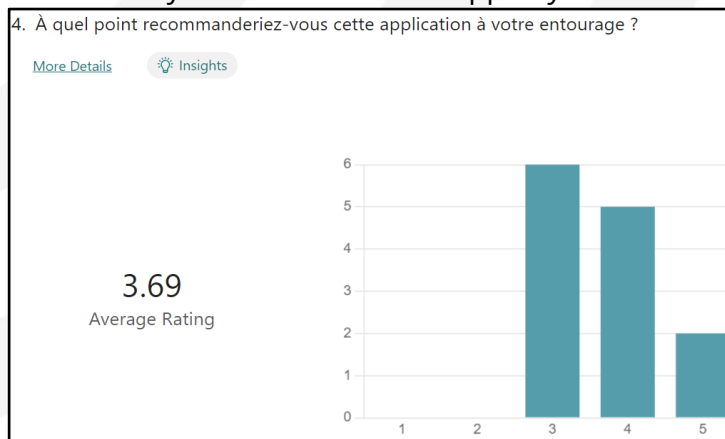 4. À quel point recommanderiez-vous cette application à votre entourage ?
More Details
Insights
6
5
4
3
2
1
0
1 2 3 4 5
3.69
Average Rating